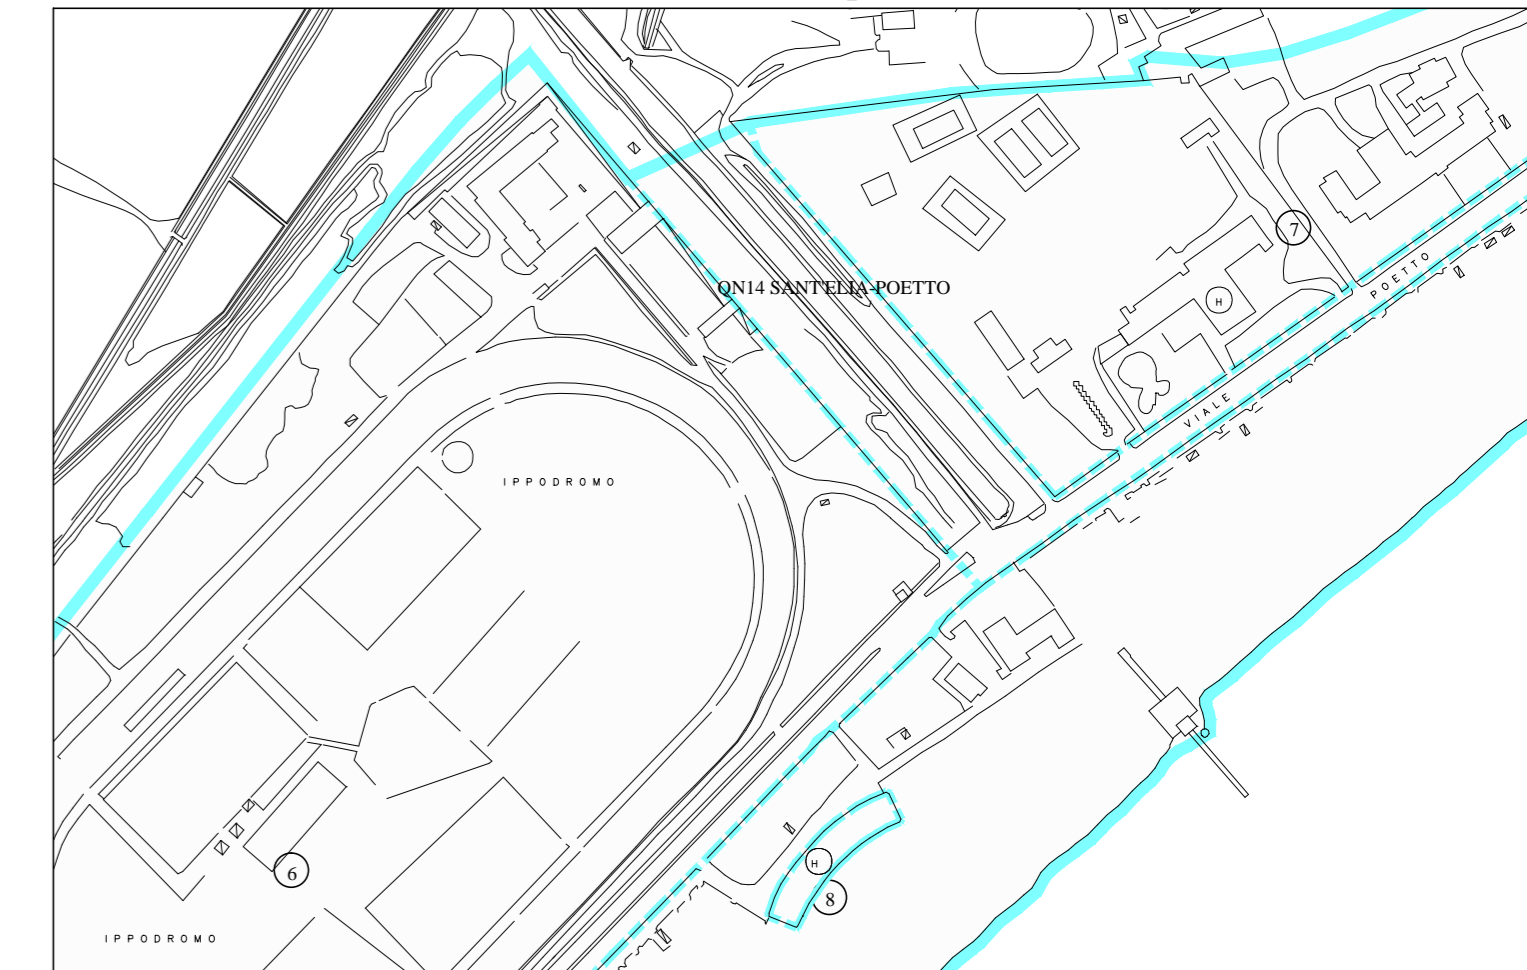 7
QN14 SANT'ELIA-POETTO
H
VIALE POETTO
IPPODROMO
H
6
8
IPPODROMO